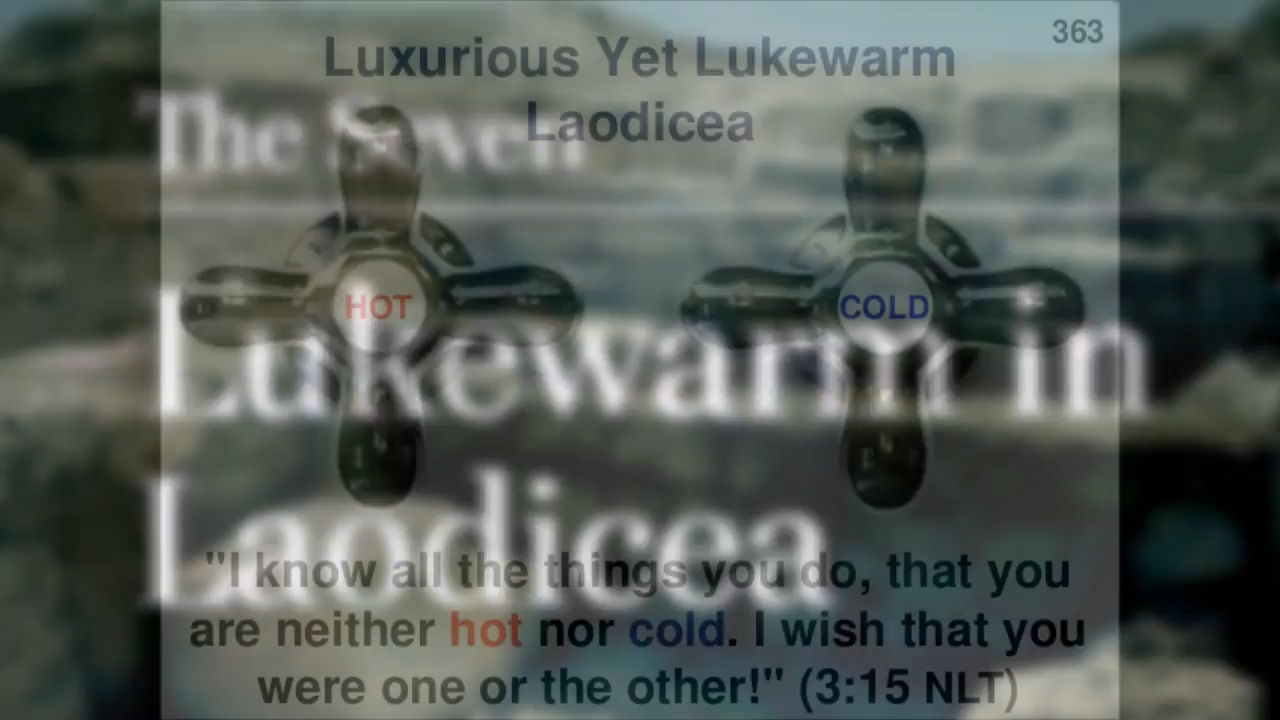 363
Luxurious Yet Lukewarm
Laodicea
The Seven
HOT
COLD
Lukewarm in
Laodicea
"I know all the things you do, that you
are neither hot nor cold. I wish that you
were one or the other!" (3:15 NLT)